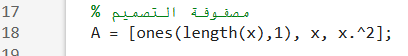 17 % مصفوفة التصميم
18 A = [ones(length(x),1), x, x.^2];